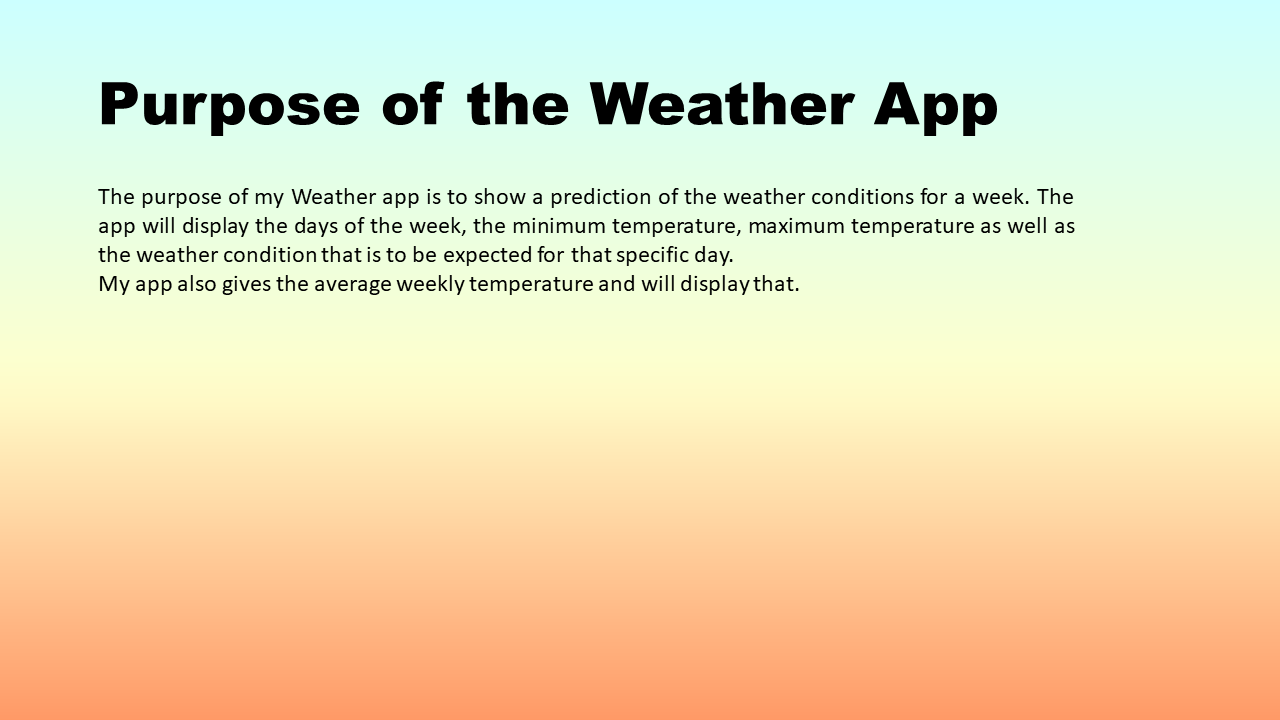 Purpose of the Weather App
The purpose of my Weather app is to show a prediction of the weather conditions for a week. The
app will display the days of the week, the minimum temperature, maximum temperature as well as
the weather condition that is to be expected for that specific day.
My app also gives the average weekly temperature and will display that.